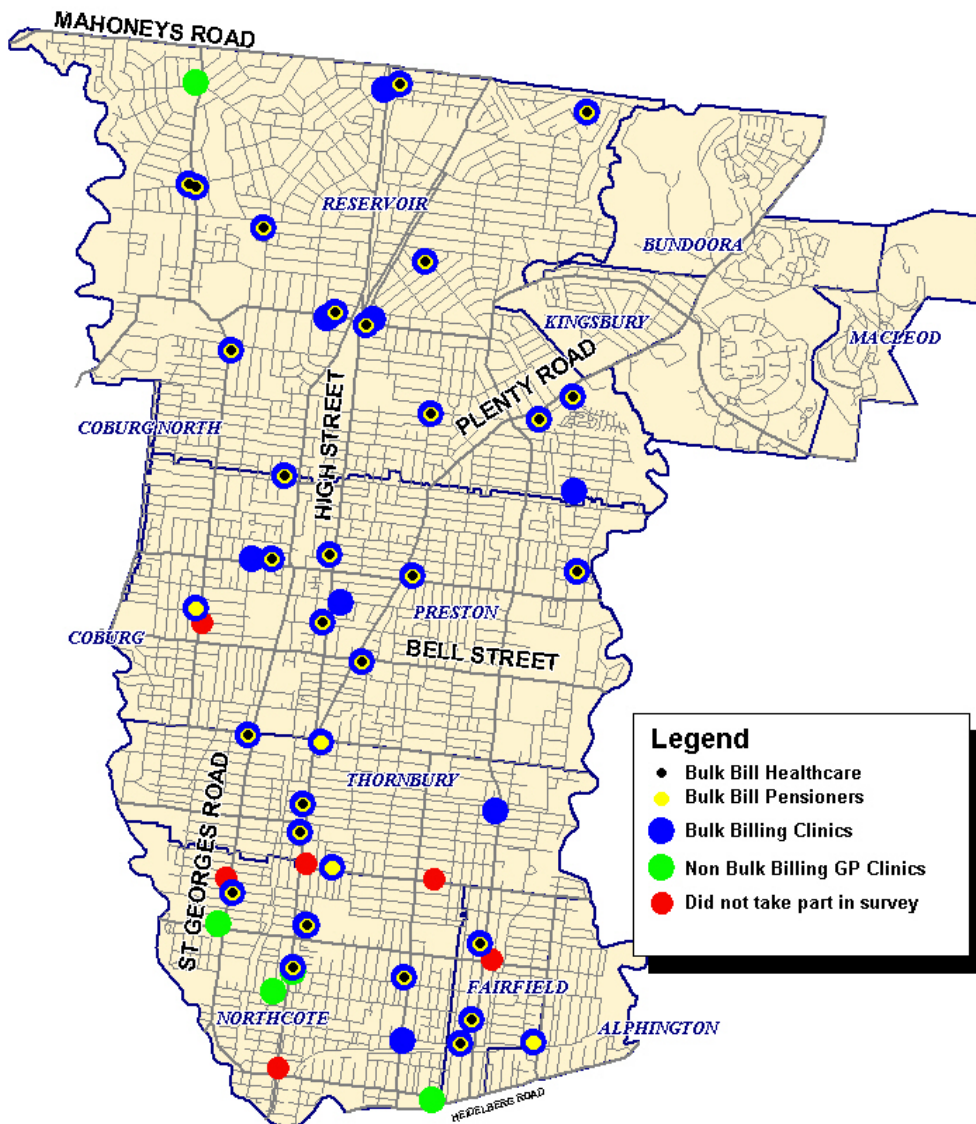 MAHONEYS ROAD
RESERVOIR
BUNDOORA
KINGSBURY
MACLEOD
PLENTY ROAD
HIGH STREET
COBURG NORTH
PRESTON
COBURG
BELL STREET
THORNBURY
ST GEORGES ROAD
FAIRFIELD
NORTHCOTE
ALPHINGTON
HEIDELBERG ROAD
Legend
Bulk Bill Healthcare
Bulk Bill Pensioners
Bulk Billing Clinics
Non Bulk Billing GP Clinics
Did not take part in survey